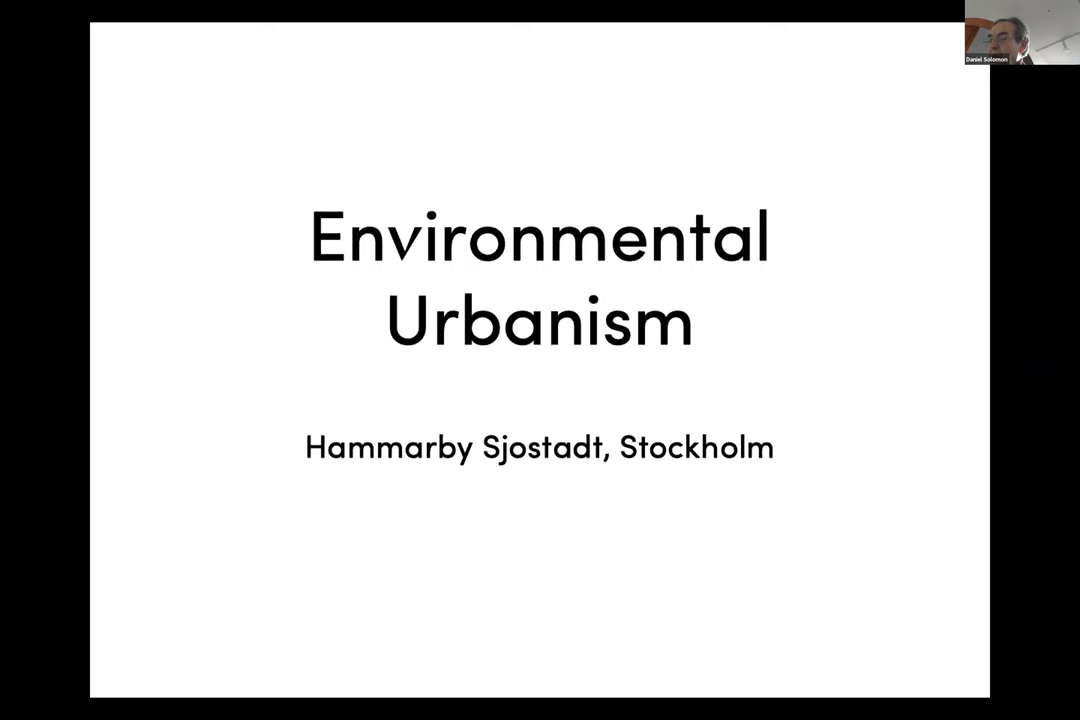 Daniel Solomon
Environmental
Urbanism
Hammarby Sjostadt, Stockholm